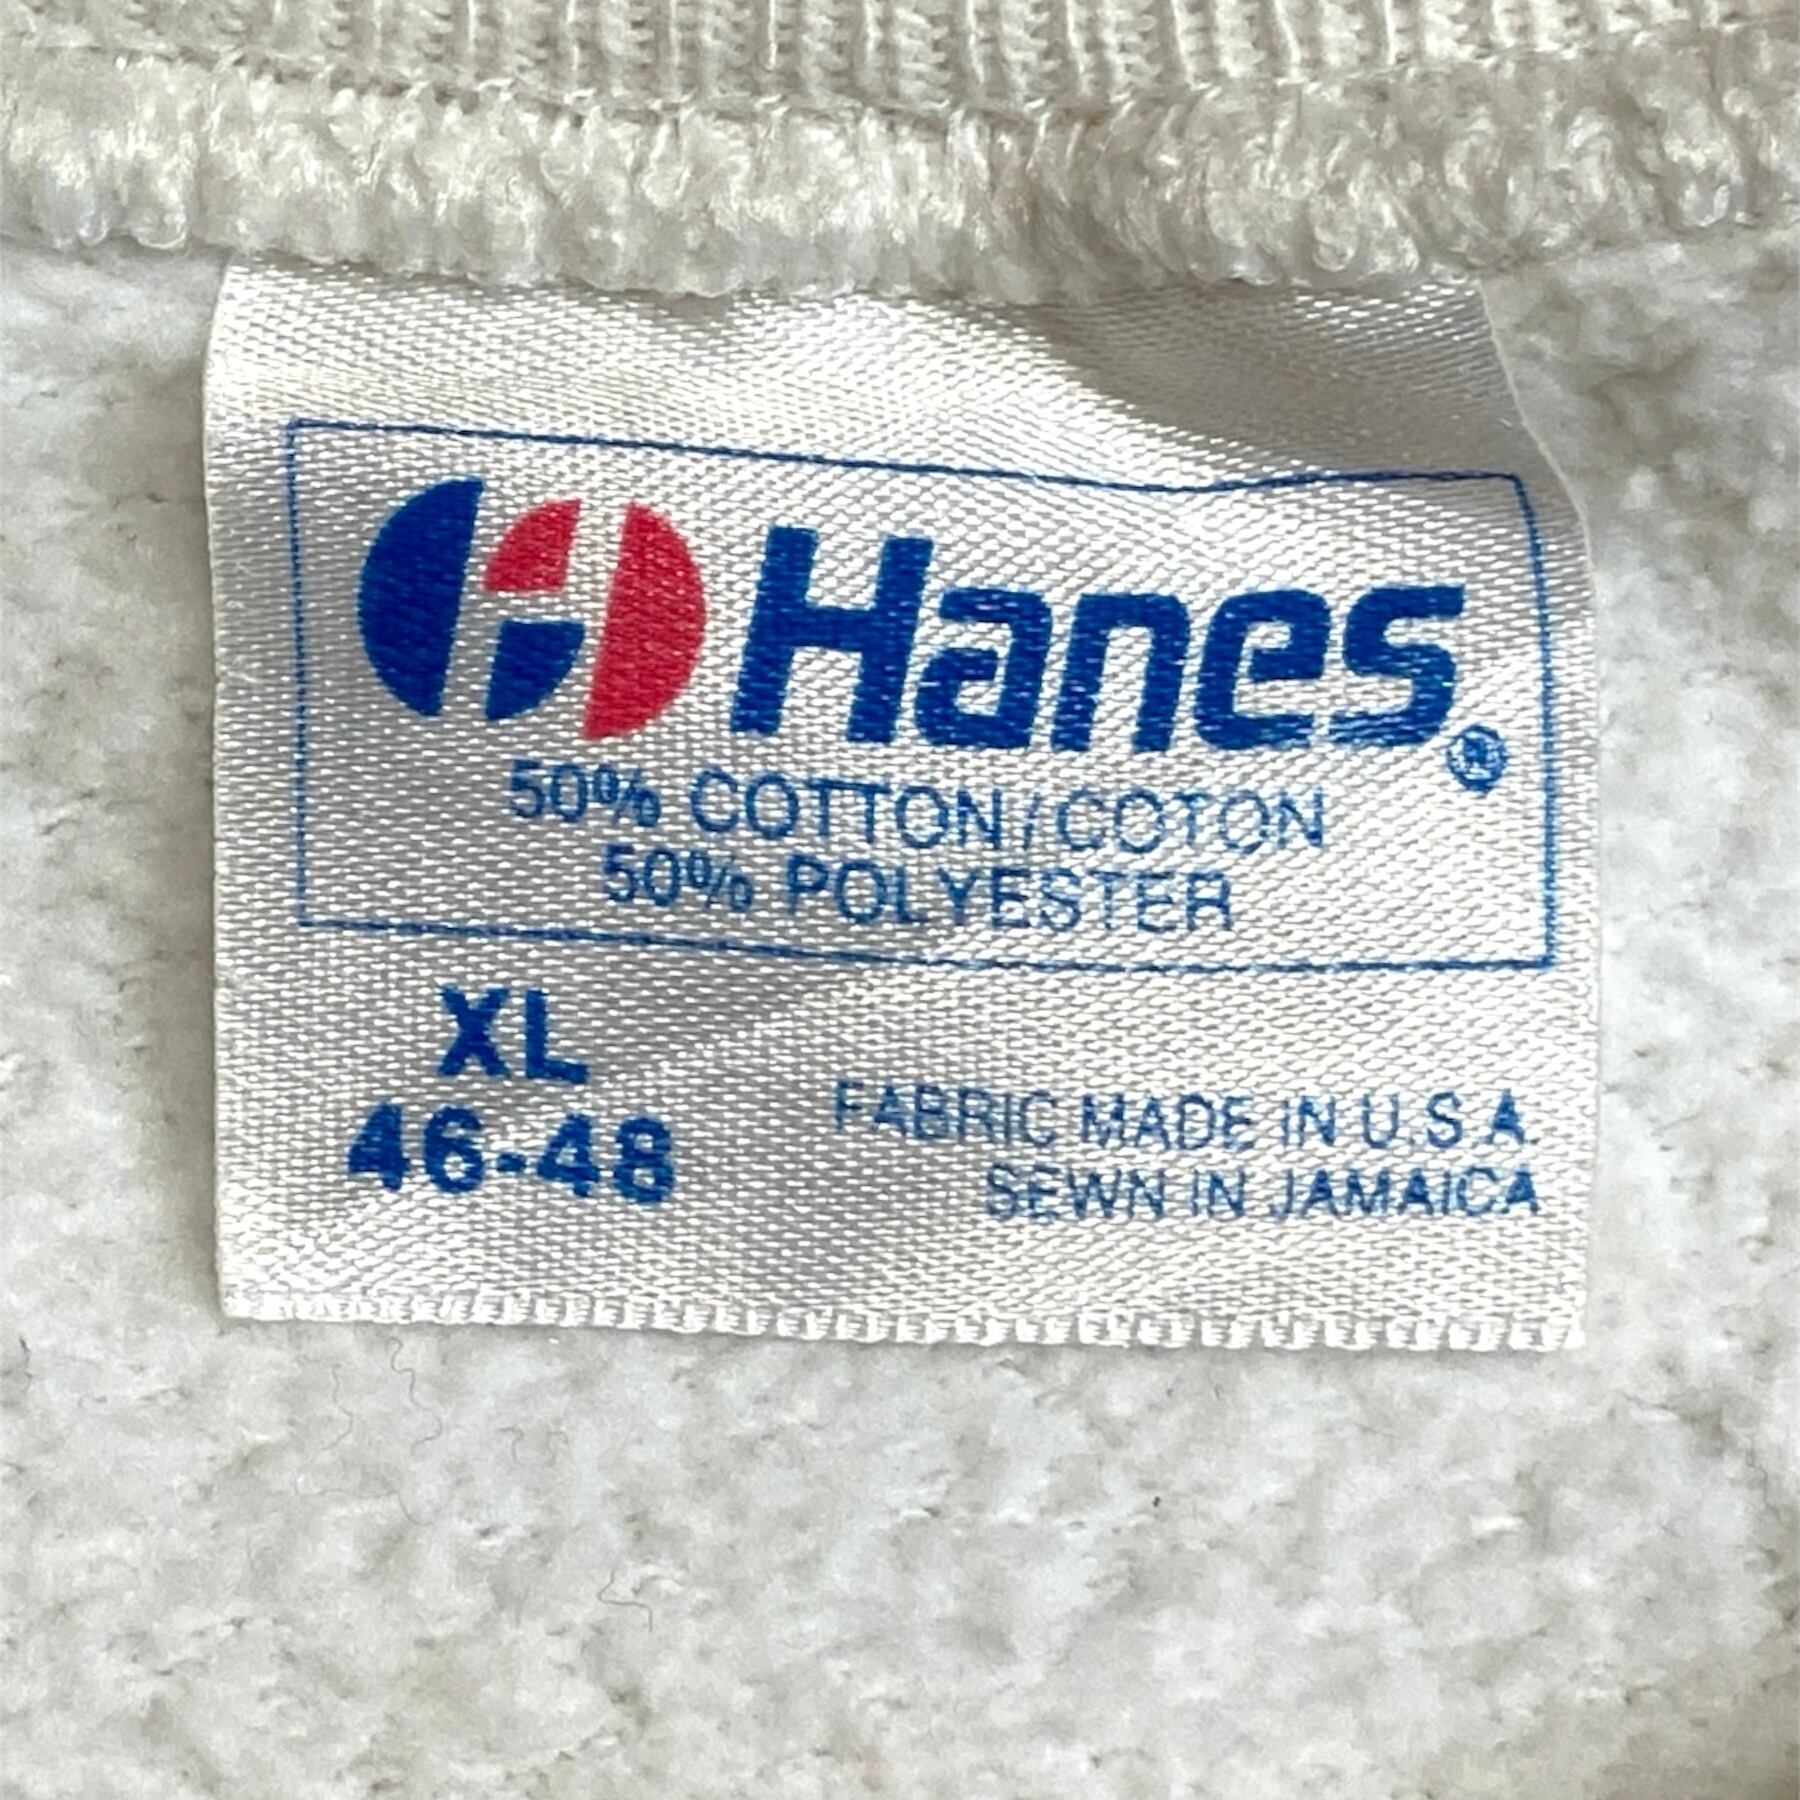 Hanes®
50% COTTON/COTON
50% POLYESTER
XL
46-48
FABRIC MADE IN U.S.A.
SEWN IN JAMAICA